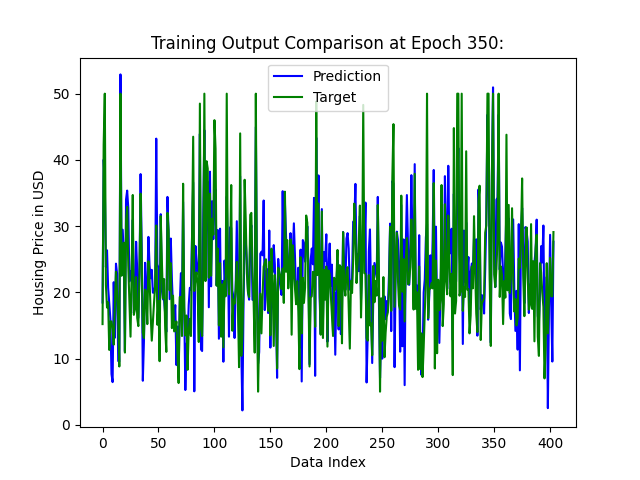 Training Output Comparison at Epoch 350:
Prediction
Target
Housing Price in USD
50
40
30
20
10
0
0 50 100 150 200 250 300 350 400
Data Index